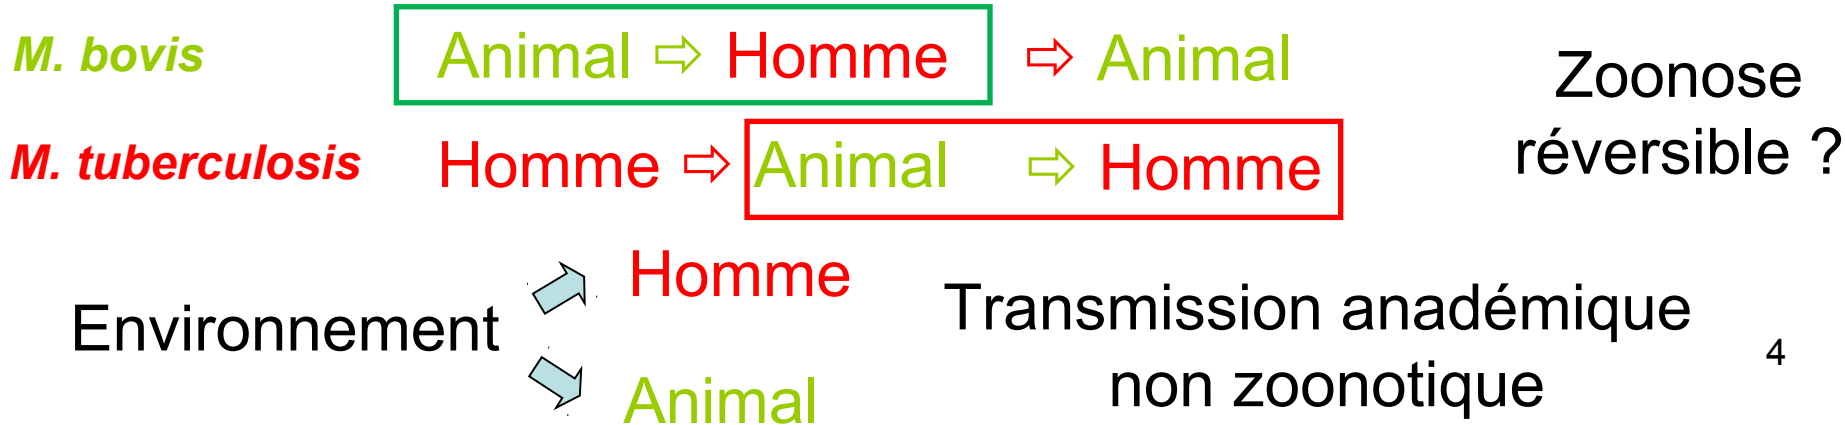 M. bovis Animal ⇨ Homme ⇨ Animal
Zoonose
réversible ?
M. tuberculosis Homme ⇨ Animal ⇨ Homme
Environnement
Homme
Animal
Transmission anadémique
non zoonotique
4